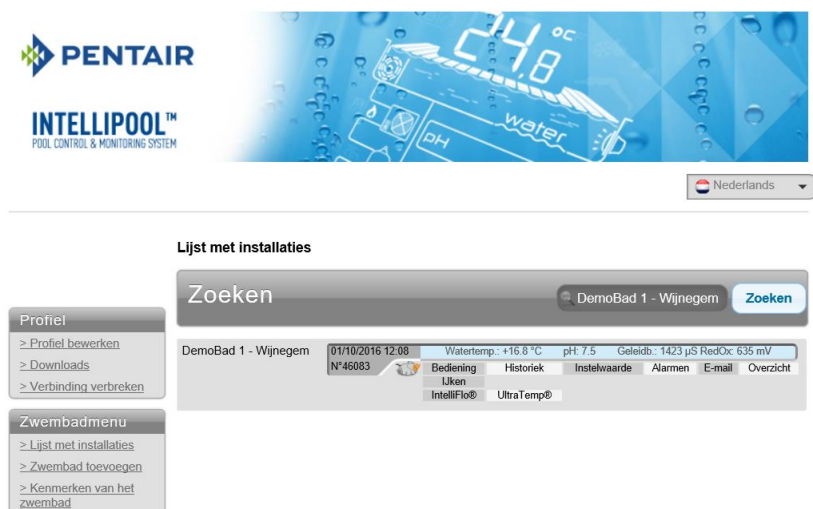 PENTAIR
INTELLIPOOL™
POOL CONTROL & MONITORING SYSTEM
24,8 °C
pH
water
Nederlands
Lijst met installaties
Zoeken
DemoBad 1 - Wijnegem
Zoeken
Profiel
> Profiel bewerken
> Downloads
> Verbinding verbreken
DemoBad 1 - Wijnegem
01/10/2016 12:08
Watertemp.: +16.8 °C pH: 7.5 Geleidb.: 1423 µS RedOx: 635 mV
N°46083
Bediening Historiek Instelwaarde Alarmen E-mail Overzicht
IJken
IntelliFlo® UltraTemp®
Zwembadmenu
> Lijst met installaties
> Zwembad toevoegen
> Kenmerken van het
zwembad